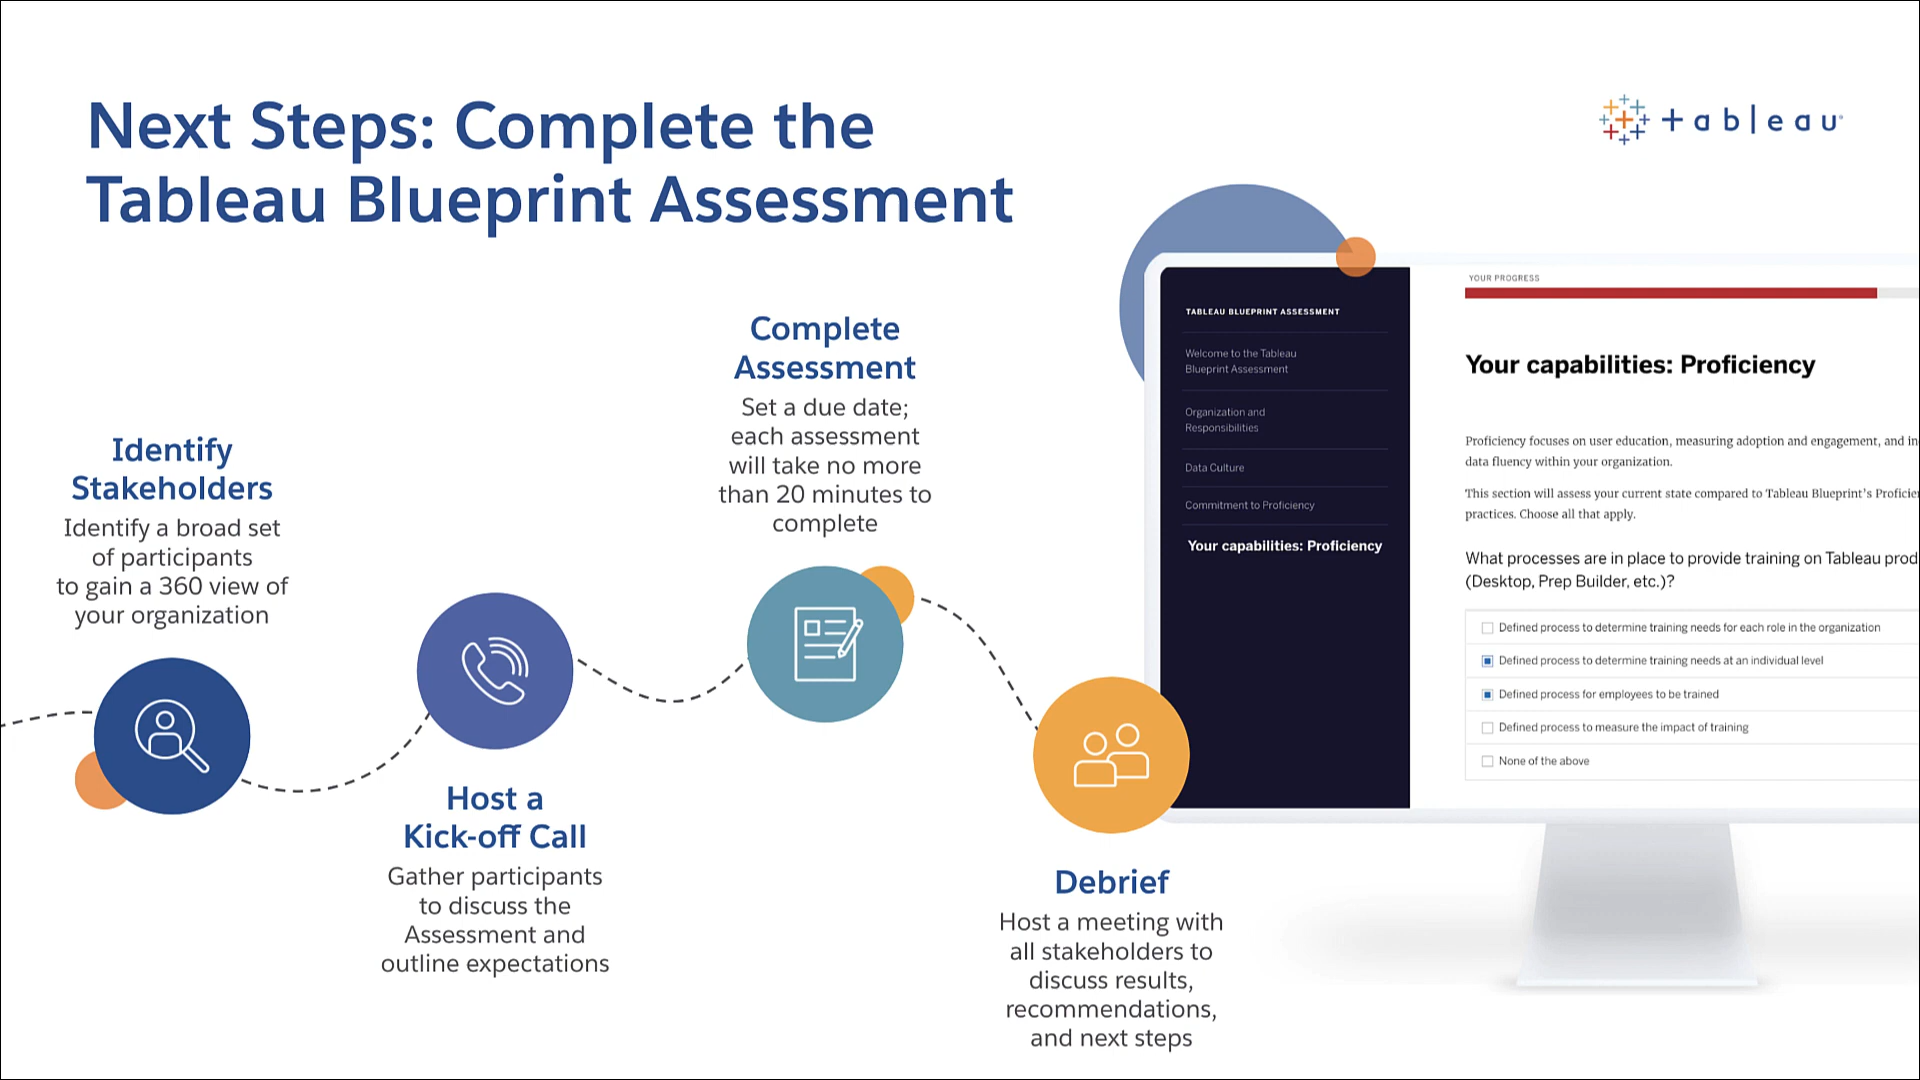 Next Steps: Complete the
Tableau Blueprint Assessment
+ableau
Identify
Stakeholders
Identify a broad set
of participants
to gain a 360 view of
your organization
Host a
Kick-off Call
Gather participants
to discuss the
Assessment and
outline expectations
Complete
Assessment
Set a due date;
each assessment
will take no more
than 20 minutes to
complete
Debrief
Host a meeting with
all stakeholders to
discuss results,
recommendations,
and next steps
TABLEAU BLUEPRINT ASSESSMENT
Welcome to the Tableau
Blueprint Assessment
Organization and
Responsibilities
Data Culture
Commitment to Proficiency
Your capabilities: Proficiency
YOUR PROGRESS
Your capabilities: Proficiency
Proficiency focuses on user education, measuring adoption and engagement, and in
data fluency within your organization.
This section will assess your current state compared to Tableau Blueprint's Proficie
practices. Choose all that apply.
What processes are in place to provide training on Tableau prod
(Desktop, Prep Builder, etc.)?
Defined process to determine training needs for each role in the organization
Defined process to determine training needs at an individual level
Defined process for employees to be trained
Defined process to measure the impact of training
None of the above